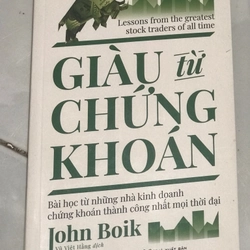 Lessons from the greatest
stock traders of all time
GIÀU từ
CHỨNG
KHOÁN
Bài học từ những nhà kinh doanh
chứng khoán thành công nhất mọi thời đại
John Boik
Võ Việt Hằng dịch